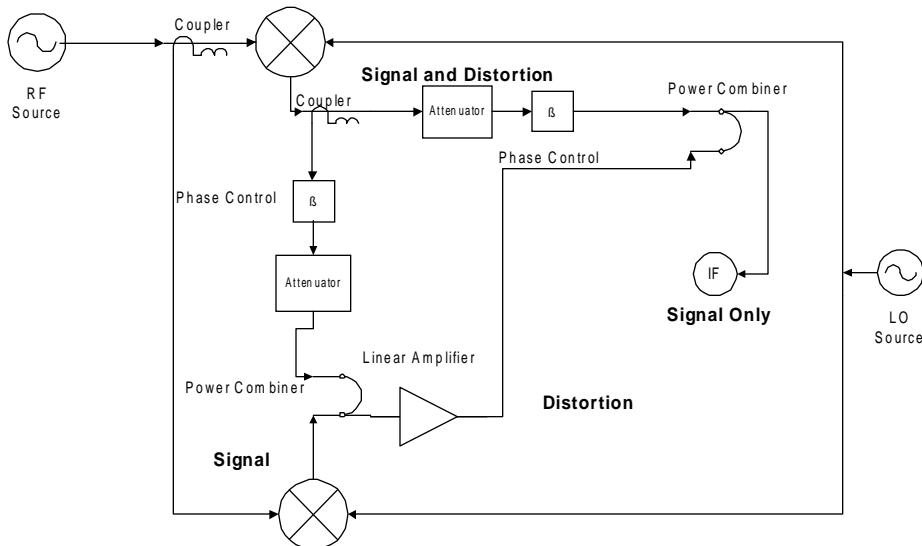 Coupler
RF
Source
Signal and Distortion
Coupler
Power Combiner
Attenuator
ß
Phase Control
Phase Control
ß
Attenuator
IF
Signal Only
LO
Source
Linear Amplifier
Power Combiner
Distortion
Signal